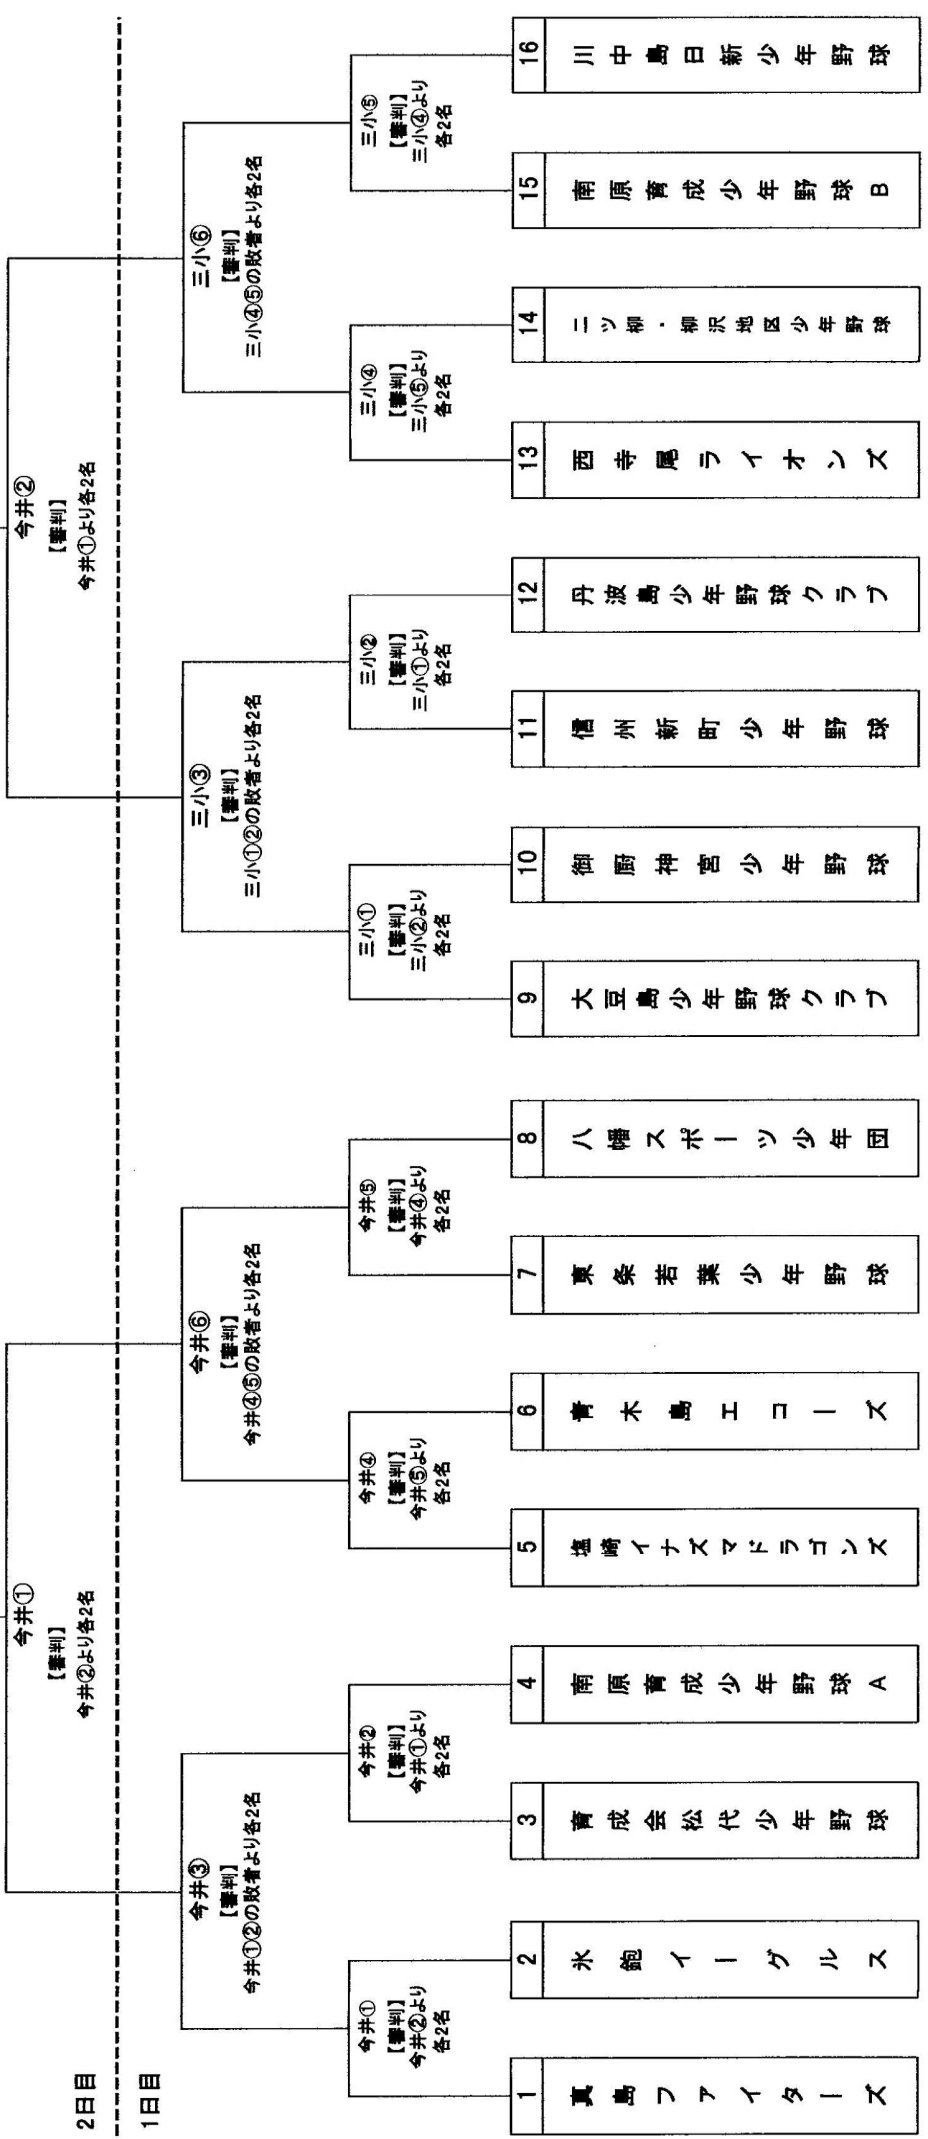 今井①
【審判】
今井②より各2名
今井②
【審判】
今井①より各2名
2日目
1日目
今井③
【審判】
今井①②の敗者より各2名
今井⑥
【審判】
今井④⑤の敗者より各2名
三小③
【審判】
三小①②の敗者より各2名
三小⑥
【審判】
三小④⑤の敗者より各2名
今井①
【審判】
今井②より
各2名
今井②
【審判】
今井①より
各2名
今井④
【審判】
今井⑤より
各2名
今井⑤
【審判】
今井④より
各2名
三小①
【審判】
三小②より
各2名
三小②
【審判】
三小①より
各2名
三小④
【審判】
三小⑤より
各2名
三小⑤
【審判】
三小④より
各2名
1
真島ファイターズ
2
氷鉋イーグルス
3
育成会松代少年野球
4
南原育成少年野球A
5
塩崎イナズマドラゴンズ
6
青木島エコーズ
7
東条若葉少年野球
8
八幡スポーツ少年団
9
大豆島少年野球クラブ
10
御厨神宮少年野球
11
信州新町少年野球
12
丹波島少年野球クラブ
13
西寺尾ライオンズ
14
二ツ柳・柳沢地区少年野球
15
南原育成少年野球B
16
川中島日新少年野球